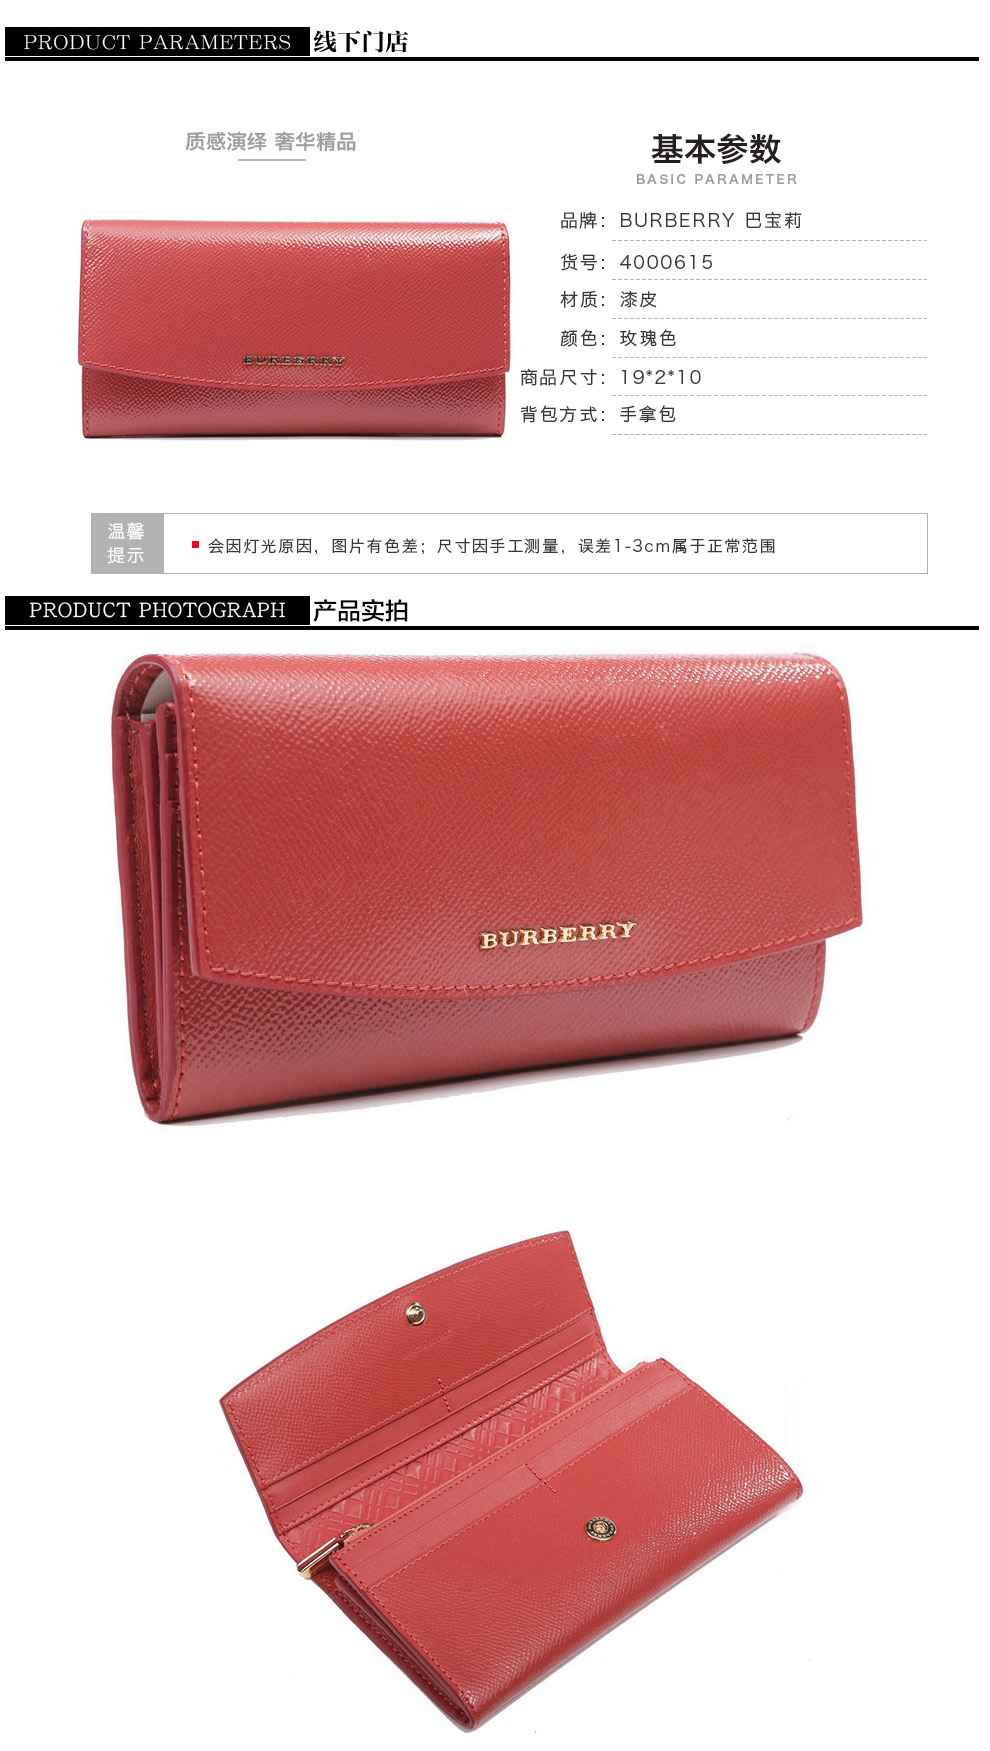 PRODUCT PARAMETERS 线下门店
质感演绎 奢华精品
基本参数
BASIC PARAMETER
品牌: BURBERRY 巴宝莉
货号: 4000615
材质: 漆皮
颜色: 玫瑰色
商品尺寸: 19*2*10
背包方式: 手拿包
BURBERRY
温馨
提示
会因灯光原因，图片有色差；尺寸因手工测量，误差1-3cm属于正常范围
PRODUCT PHOTOGRAPH 产品实拍
BURBERRY